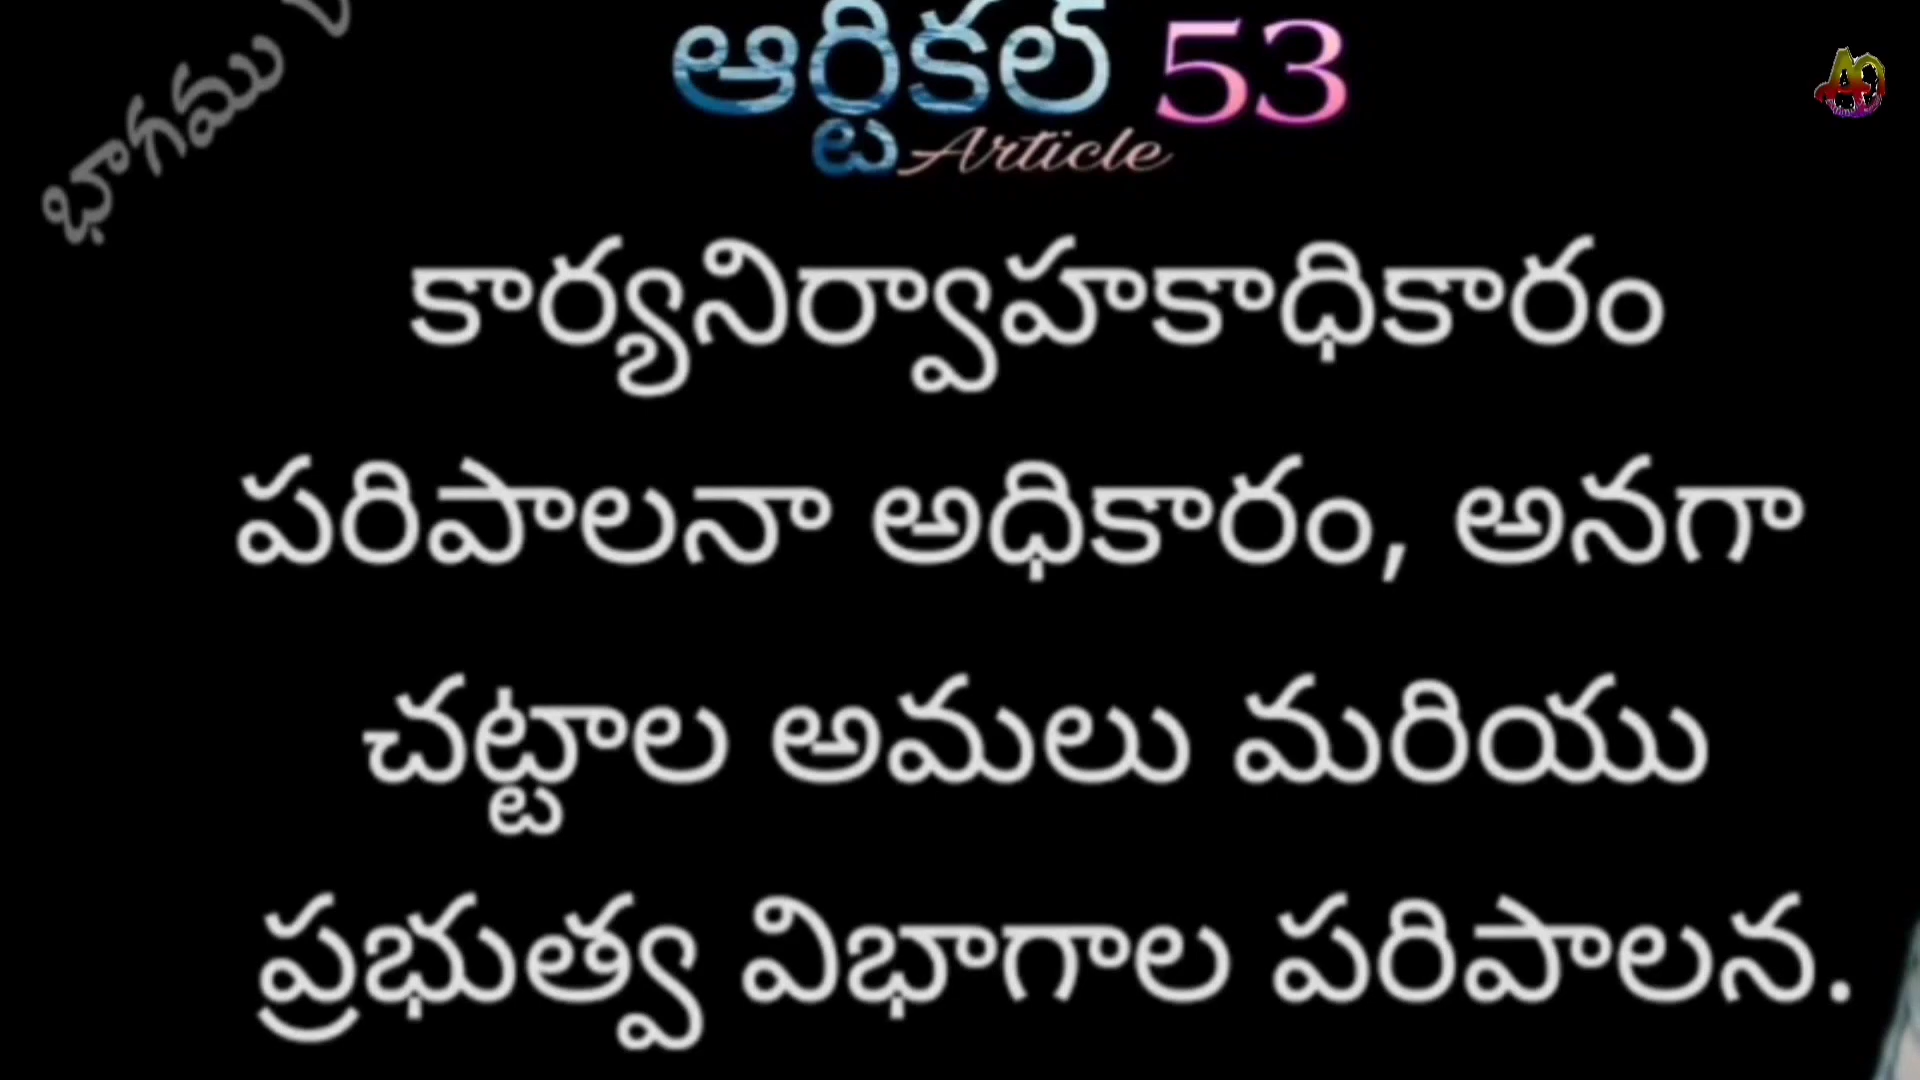 భాగము V
ఆర్టికల్ 53
Article
కార్యనిర్వాహకాధికారం
పరిపాలనా అధికారం, అనగా
చట్టాల అమలు మరియు
ప్రభుత్వ విభాగాల పరిపాలన.